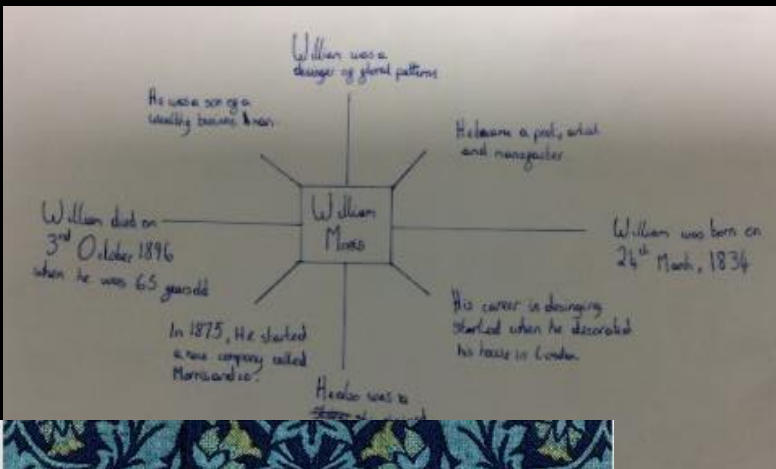 William was a
desinger of floral patterns
He was a son of a
wealthy business man
He became a poet, artist
and
William
Morris
William died on
3rd October 1896
when he was 65 years old
William was born on
24th March, 1834
In 1875, He started
a new company called
Morris and co.
His career in desinging
started when he decorated
his house in London
He also was a